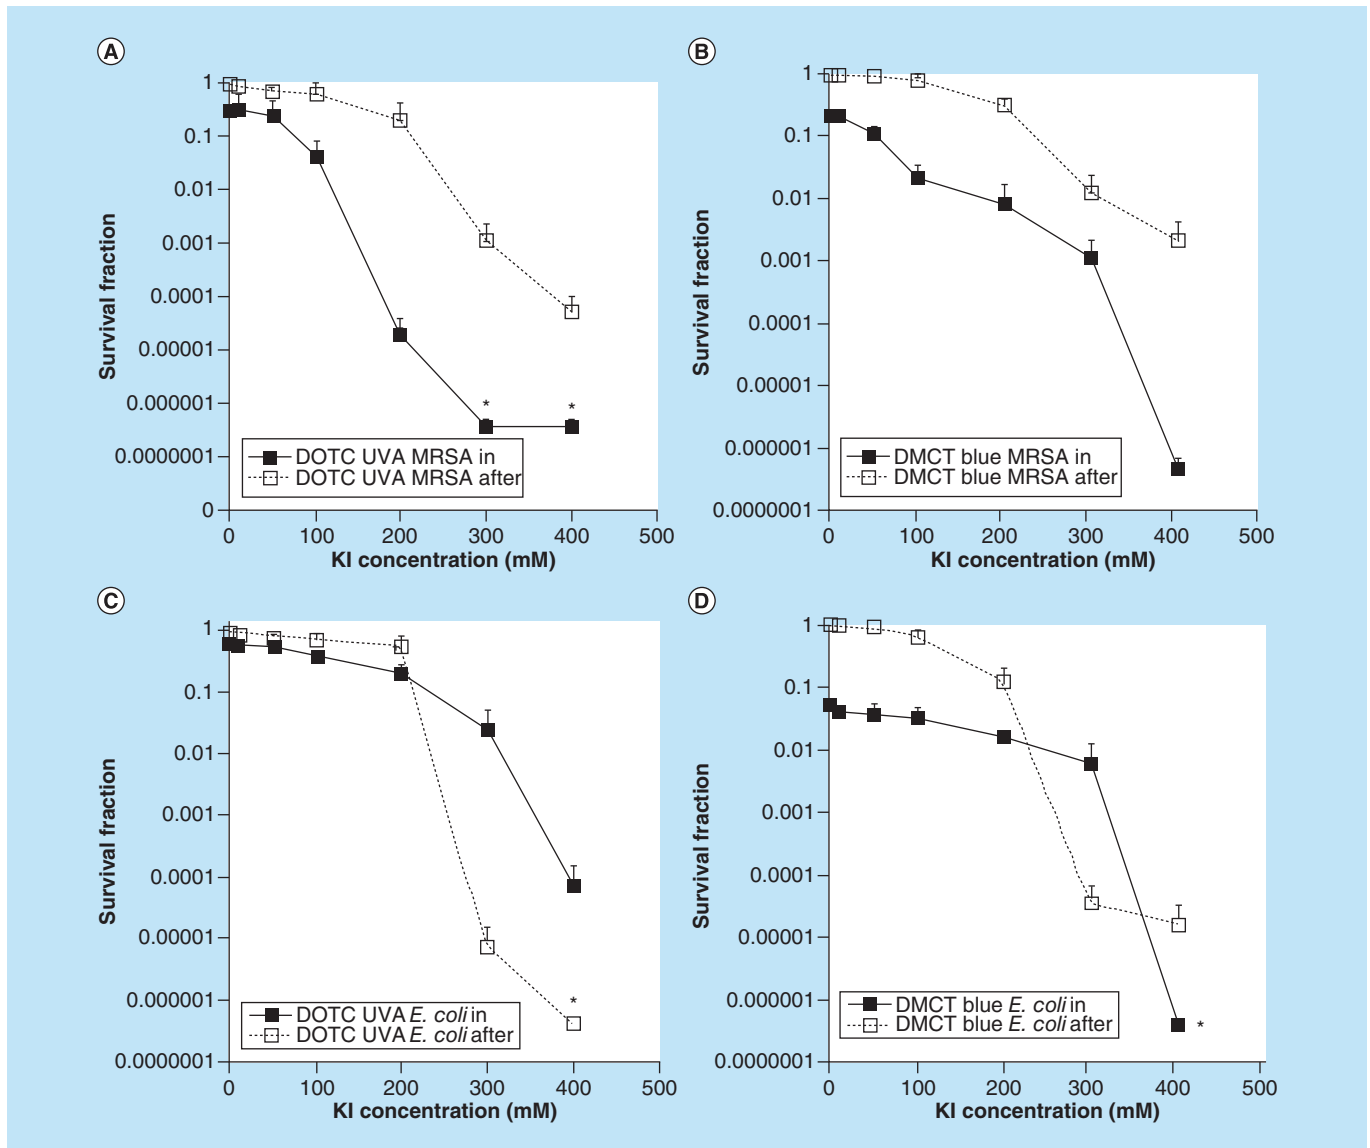 A
Survival fraction
1
0.1
0.01
0.001
0.0001
0.00001
0.000001
0.0000001
0
* *
DOTC UVA MRSA in
DOTC UVA MRSA after
0 100 200 300 400 500
KI concentration (mM)
B
Survival fraction
1
0.1
0.01
0.001
0.0001
0.00001
0.000001
0.0000001
DMCT blue MRSA in
DMCT blue MRSA after
0 100 200 300 400 500
KI concentration (mM)
C
Survival fraction
1
0.1
0.01
0.001
0.0001
0.00001
0.000001
0.0000001
*
DOTC UVA E. coli in
DOTC UVA E. coli after
0 100 200 300 400 500
KI concentration (mM)
D
Survival fraction
1
0.1
0.01
0.001
0.0001
0.00001
0.000001
0.0000001
*
DMCT blue E. coli in
DMCT blue E. coli after
0 100 200 300 400 500
KI concentration (mM)